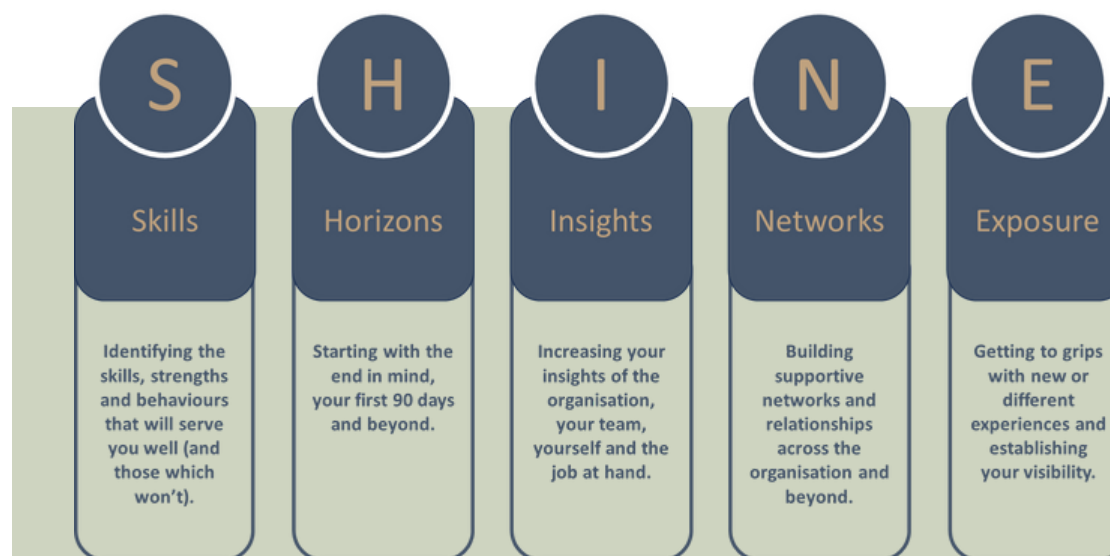 S
Skills
Identifying the
skills, strengths
and behaviours
that will serve
you well (and
those which
won't).
H
Horizons
Starting with the
end in mind,
your first 90 days
and beyond.
I
Insights
Increasing your
insights of the
organisation,
your team,
yourself and the
job at hand.
N
Networks
Building
supportive
networks and
relationships
across the
organisation and
beyond.
E
Exposure
Getting to grips
with new or
different
experiences and
establishing
your visibility.